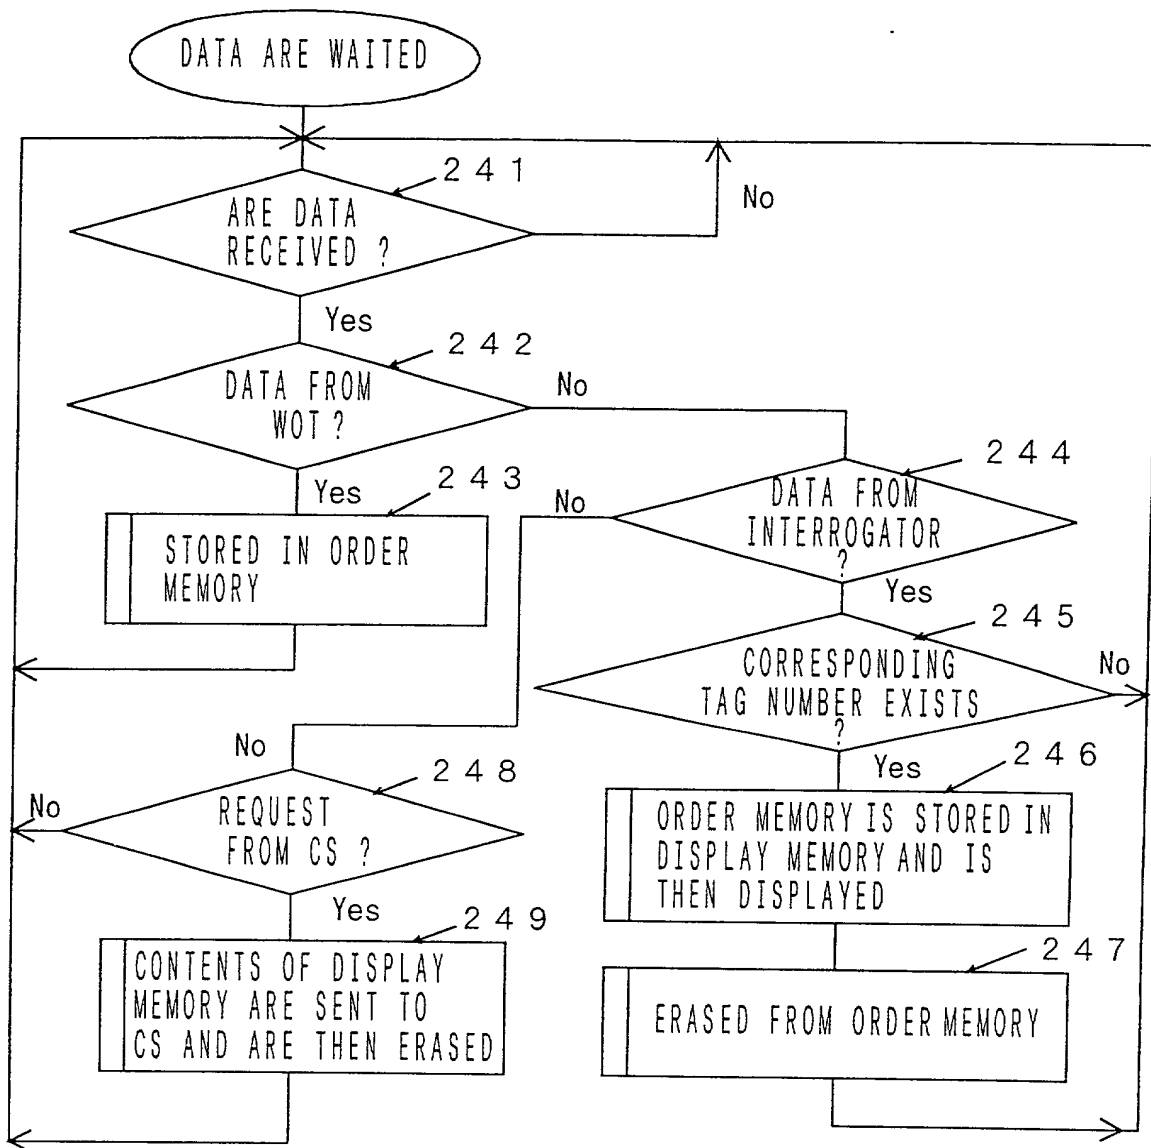 DATA ARE WAITED
241
ARE DATA
RECEIVED ?
No
Yes
242
DATA FROM
WOT ?
No
Yes
243
STORED IN ORDER
MEMORY
244
DATA FROM
INTERROGATOR
?
No
Yes
245
CORRESPONDING
TAG NUMBER EXISTS
?
No
Yes
246
ORDER MEMORY IS STORED IN
DISPLAY MEMORY AND IS
THEN DISPLAYED
247
ERASED FROM ORDER MEMORY
No
248
REQUEST
FROM CS ?
No
Yes
249
CONTENTS OF DISPLAY
MEMORY ARE SENT TO
CS AND ARE THEN ERASED